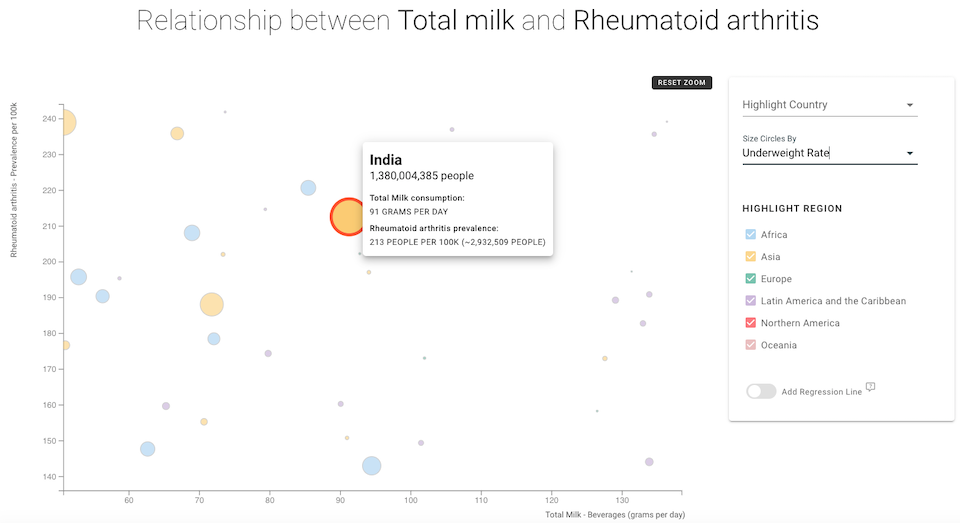 Relationship between Total milk and Rheumatoid arthritis
RESET ZOOM
Rheumatoid arthritis - Prevalence per 100k
240
230
220
210
200
190
180
170
160
150
140
60
70
80
90
100
110
120
130
Total Milk - Beverages (grams per day)
India
1,380,004,385 people
Total Milk consumption:
91 GRAMS PER DAY
Rheumatoid arthritis prevalence:
213 PEOPLE PER 100K (~2,932,509 PEOPLE)
Highlight Country
Size Circles By
Underweight Rate
HIGHLIGHT REGION
Africa
Asia
Europe
Latin America and the Caribbean
Northern America
Oceania
Add Regression Line
?